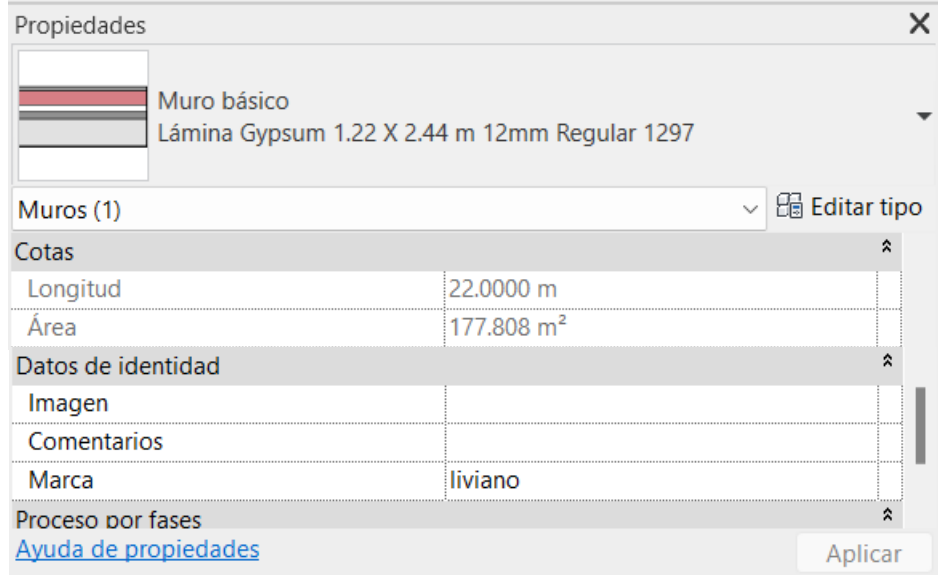 Propiedades
Muro básico
Lámina Gypsum 1.22 X 2.44 m 12mm Regular 1297
Muros (1)
Editar tipo
Cotas
Longitud 22.0000 m
Área 177.808 m²
Datos de identidad
Imagen
Comentarios
Marca liviano
Proceso por fases
Ayuda de propiedades
Aplicar